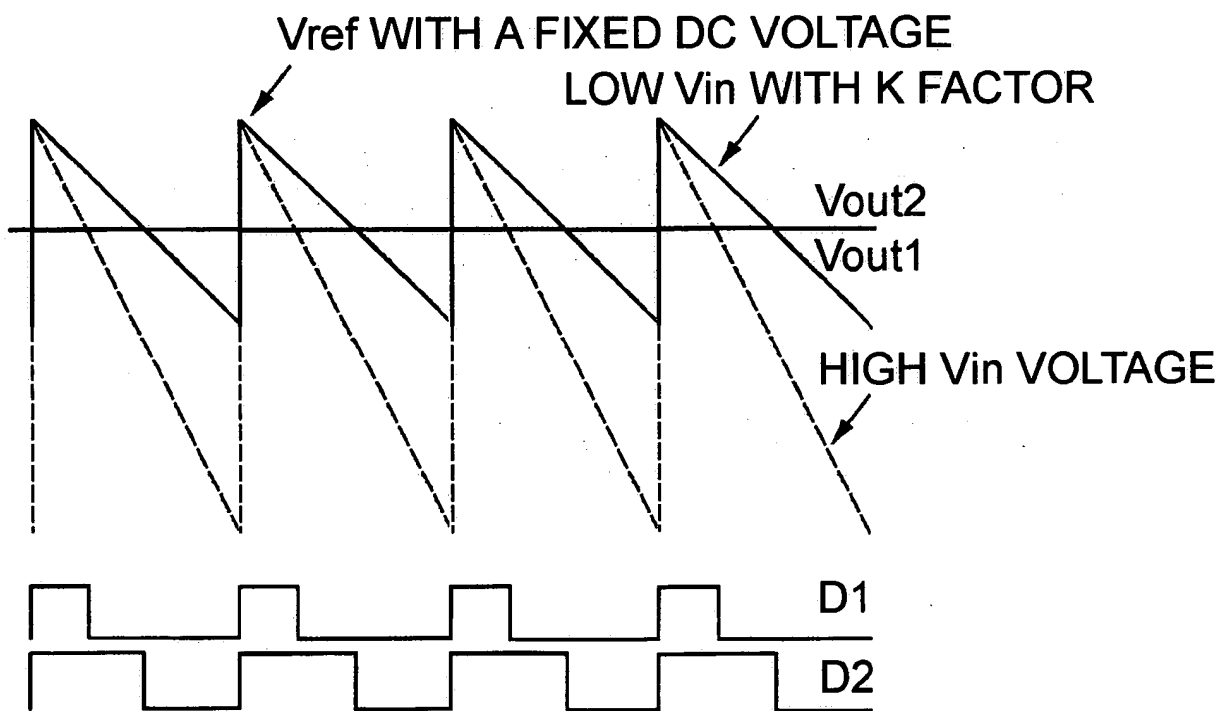 Vref WITH A FIXED DC VOLTAGE
LOW Vin WITH K FACTOR
Vout2
Vout1
HIGH Vin VOLTAGE
D1
D2